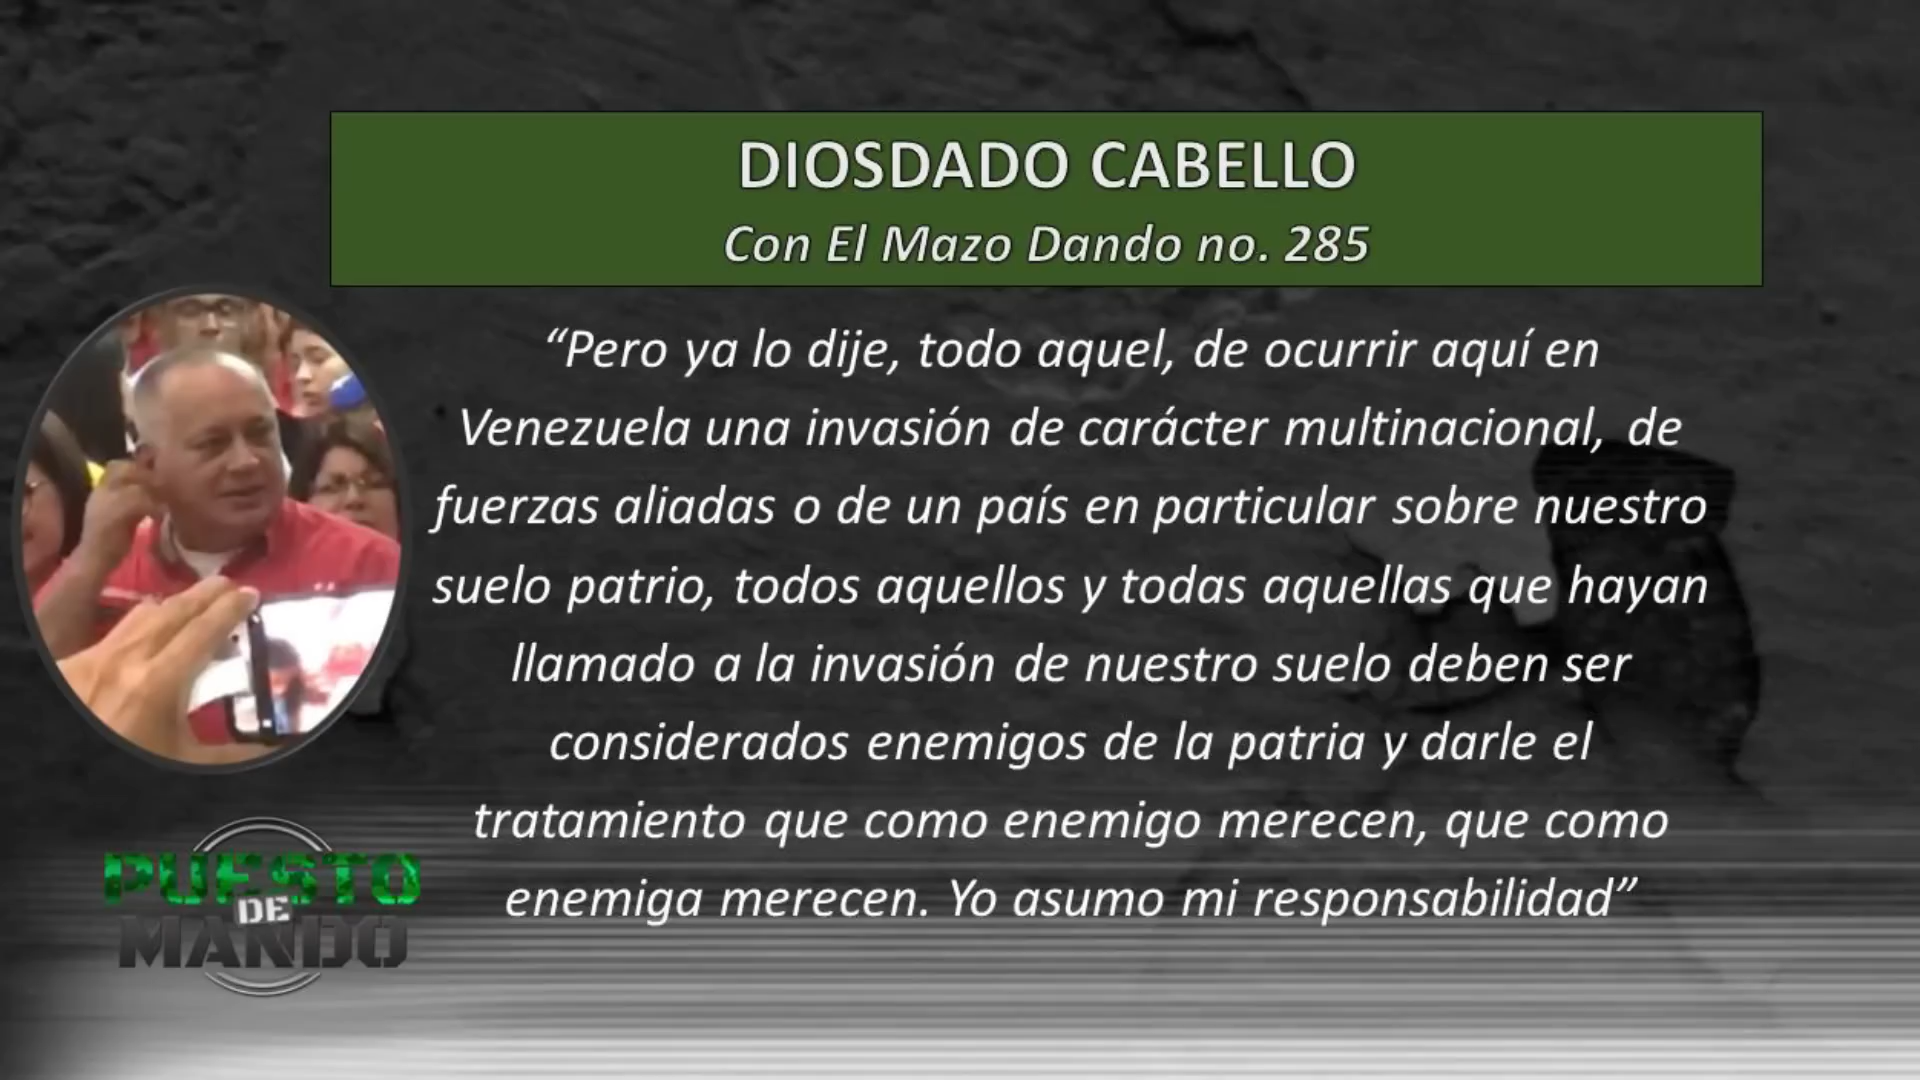 DIOSDADO CABELLO
Con El Mazo Dando no. 285
“Pero ya lo dije, todo aquel, de ocurrir aquí en
Venezuela una invasión de carácter multinacional, de
fuerzas aliadas o de un país en particular sobre nuestro
suelo patrio, todos aquellos y todas aquellas que hayan
llamado a la invasión de nuestro suelo deben ser
considerados enemigos de la patria y darle el
tratamiento que como enemigo merecen, que como
enemiga merecen. Yo asumo mi responsabilidad”
PUESTO
DE
MANDO